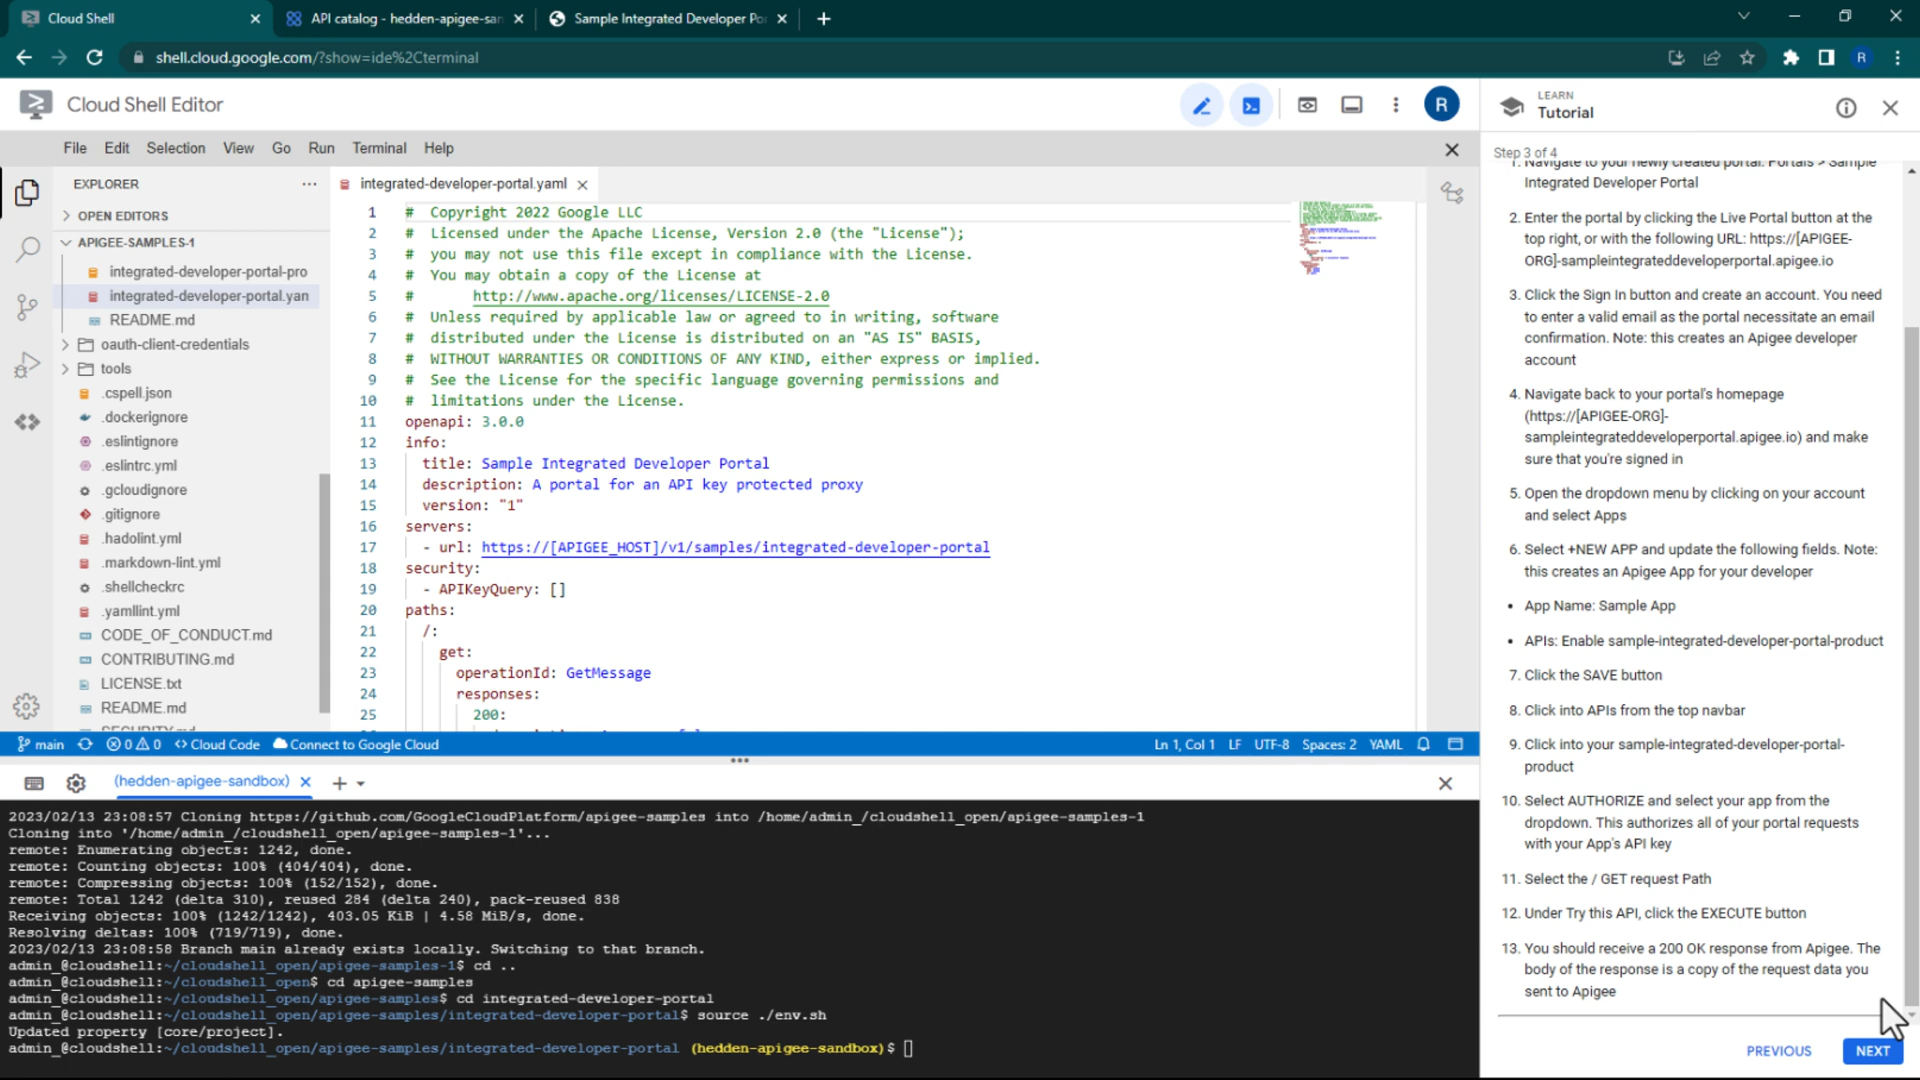 Cloud Shell
API catalog - hedden-apigee-san
Sample Integrated Developer Po
shell.cloud.google.com/?show=ide%2Cterminal
R
Cloud Shell Editor
R
LEARN
Tutorial
File Edit Selection View Go Run Terminal Help
Step 3 of 4
EXPLORER
OPEN EDITORS
APIGEE-SAMPLES-1
integrated-developer-portal-pro
integrated-developer-portal.yan
README.md
oauth-client-credentials
tools
.cspell.json
.dockerignore
.eslintignore
.eslintrc.yml
.gcloudignore
.gitignore
.hadolint.yml
.markdown-lint.yml
.shellcheckrc
.yamllint.yml
CODE_OF_CONDUCT.md
CONTRIBUTING.md
LICENSE.txt
README.md
SECURITY.md
integrated-developer-portal.yaml
1 # Copyright 2022 Google LLC
2 # Licensed under the Apache License, Version 2.0 (the "License");
3 # you may not use this file except in compliance with the License.
4 # You may obtain a copy of the License at
5 # http://www.apache.org/licenses/LICENSE-2.0
6 # Unless required by applicable law or agreed to in writing, software
7 # distributed under the License is distributed on an "AS IS" BASIS,
8 # WITHOUT WARRANTIES OR CONDITIONS OF ANY KIND, either express or implied.
9 # See the License for the specific language governing permissions and
10 # limitations under the License.
11 openapi: 3.0.0
12 info:
13 title: Sample Integrated Developer Portal
14 description: A portal for an API key protected proxy
15 version: "1"
16 servers:
17 - url: https://[APIGEE_HOST]/v1/samples/integrated-developer-portal
18 security:
19 - APIKeyQuery: []
20 paths:
21 /:
22 get:
23 operationId: GetMessage
24 responses:
25 200:
main 0 0 Cloud Code Connect to Google Cloud Ln 1, Col 1 LF UTF-8 Spaces: 2 YAML
(hedden-apigee-sandbox)
2023/02/13 23:08:57 Cloning https://github.com/GoogleCloudPlatform/apigee-samples into /home/admin_/cloudshell_open/apigee-samples-1
Cloning into '/home/admin_/cloudshell_open/apigee-samples-1'...
remote: Enumerating objects: 1242, done.
remote: Counting objects: 100% (404/404), done.
remote: Compressing objects: 100% (152/152), done.
remote: Total 1242 (delta 310), reused 284 (delta 240), pack-reused 838
Receiving objects: 100% (1242/1242), 403.05 KiB | 4.58 MiB/s, done.
Resolving deltas: 100% (719/719), done.
2023/02/13 23:08:58 Branch main already exists locally. Switching to that branch.
admin_@cloudshell:~/cloudshell_open/apigee-samples-1$ cd ..
admin_@cloudshell:~/cloudshell_open$ cd apigee-samples
admin_@cloudshell:~/cloudshell_open/apigee-samples$ cd integrated-developer-portal
admin_@cloudshell:~/cloudshell_open/apigee-samples/integrated-developer-portal$ source ./env.sh
Updated property [core/project].
admin_@cloudshell:~/cloudshell_open/apigee-samples/integrated-developer-portal (hedden-apigee-sandbox)$
1. Navigate to your newly created portal: Portals > Sample
Integrated Developer Portal
2. Enter the portal by clicking the Live Portal button at the
top right, or with the following URL: https://[APIGEE-
ORG]-sampleintegrateddeveloperportal.apigee.io
3. Click the Sign In button and create an account. You need
to enter a valid email as the portal necessitate an email
confirmation. Note: this creates an Apigee developer
account
4. Navigate back to your portal's homepage
(https://[APIGEE-ORG]-
sampleintegrateddeveloperportal.apigee.io) and make
sure that you're signed in
5. Open the dropdown menu by clicking on your account
and select Apps
6. Select +NEW APP and update the following fields. Note:
this creates an Apigee App for your developer
• App Name: Sample App
• APIs: Enable sample-integrated-developer-portal-product
7. Click the SAVE button
8. Click into APIs from the top navbar
9. Click into your sample-integrated-developer-portal-
product
10. Select AUTHORIZE and select your app from the
dropdown. This authorizes all of your portal requests
with your App's API key
11. Select the / GET request Path
12. Under Try this API, click the EXECUTE button
13. You should receive a 200 OK response from Apigee. The
body of the response is a copy of the request data you
sent to Apigee
PREVIOUS NEXT